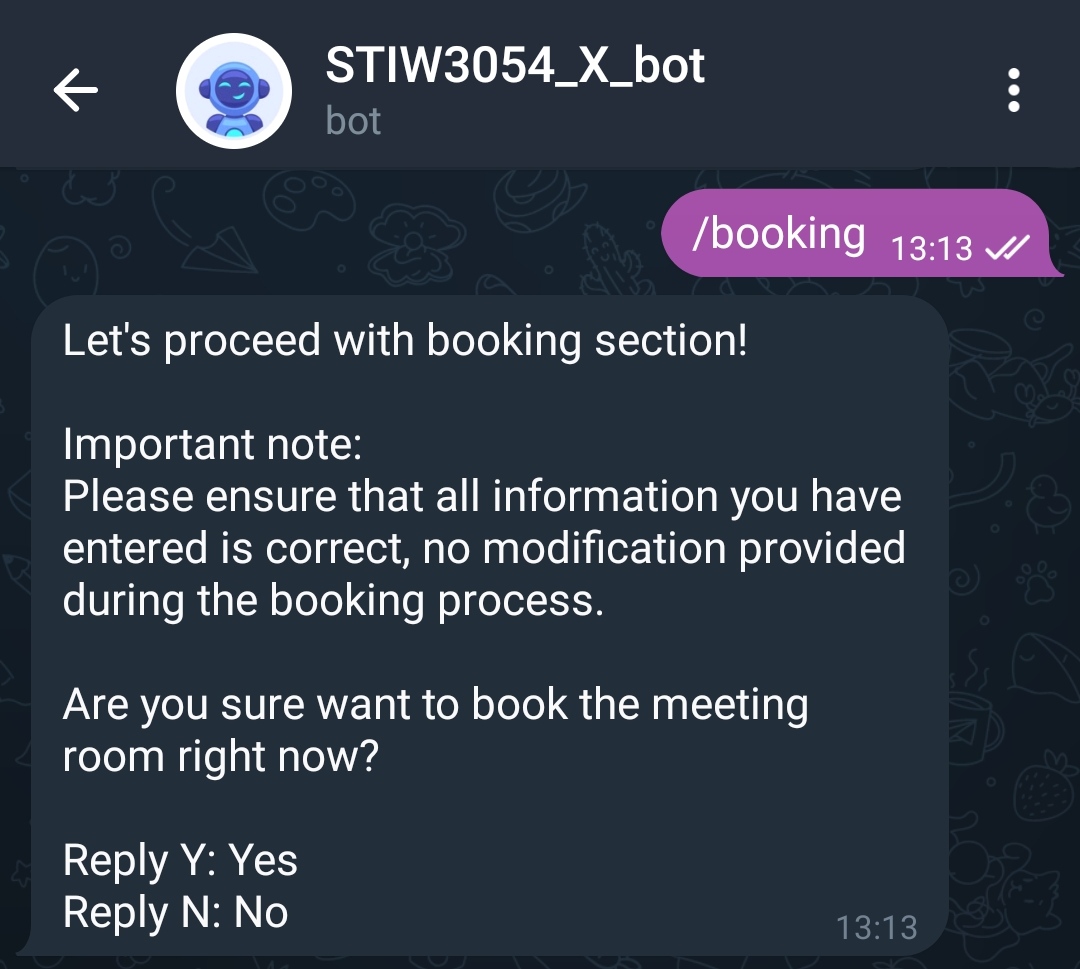 STIW3054_X_bot
bot
/booking 13:13
Let's proceed with booking section!
Important note:
Please ensure that all information you have
entered is correct, no modification provided
during the booking process.
Are you sure want to book the meeting
room right now?
Reply Y: Yes
Reply N: No
13:13